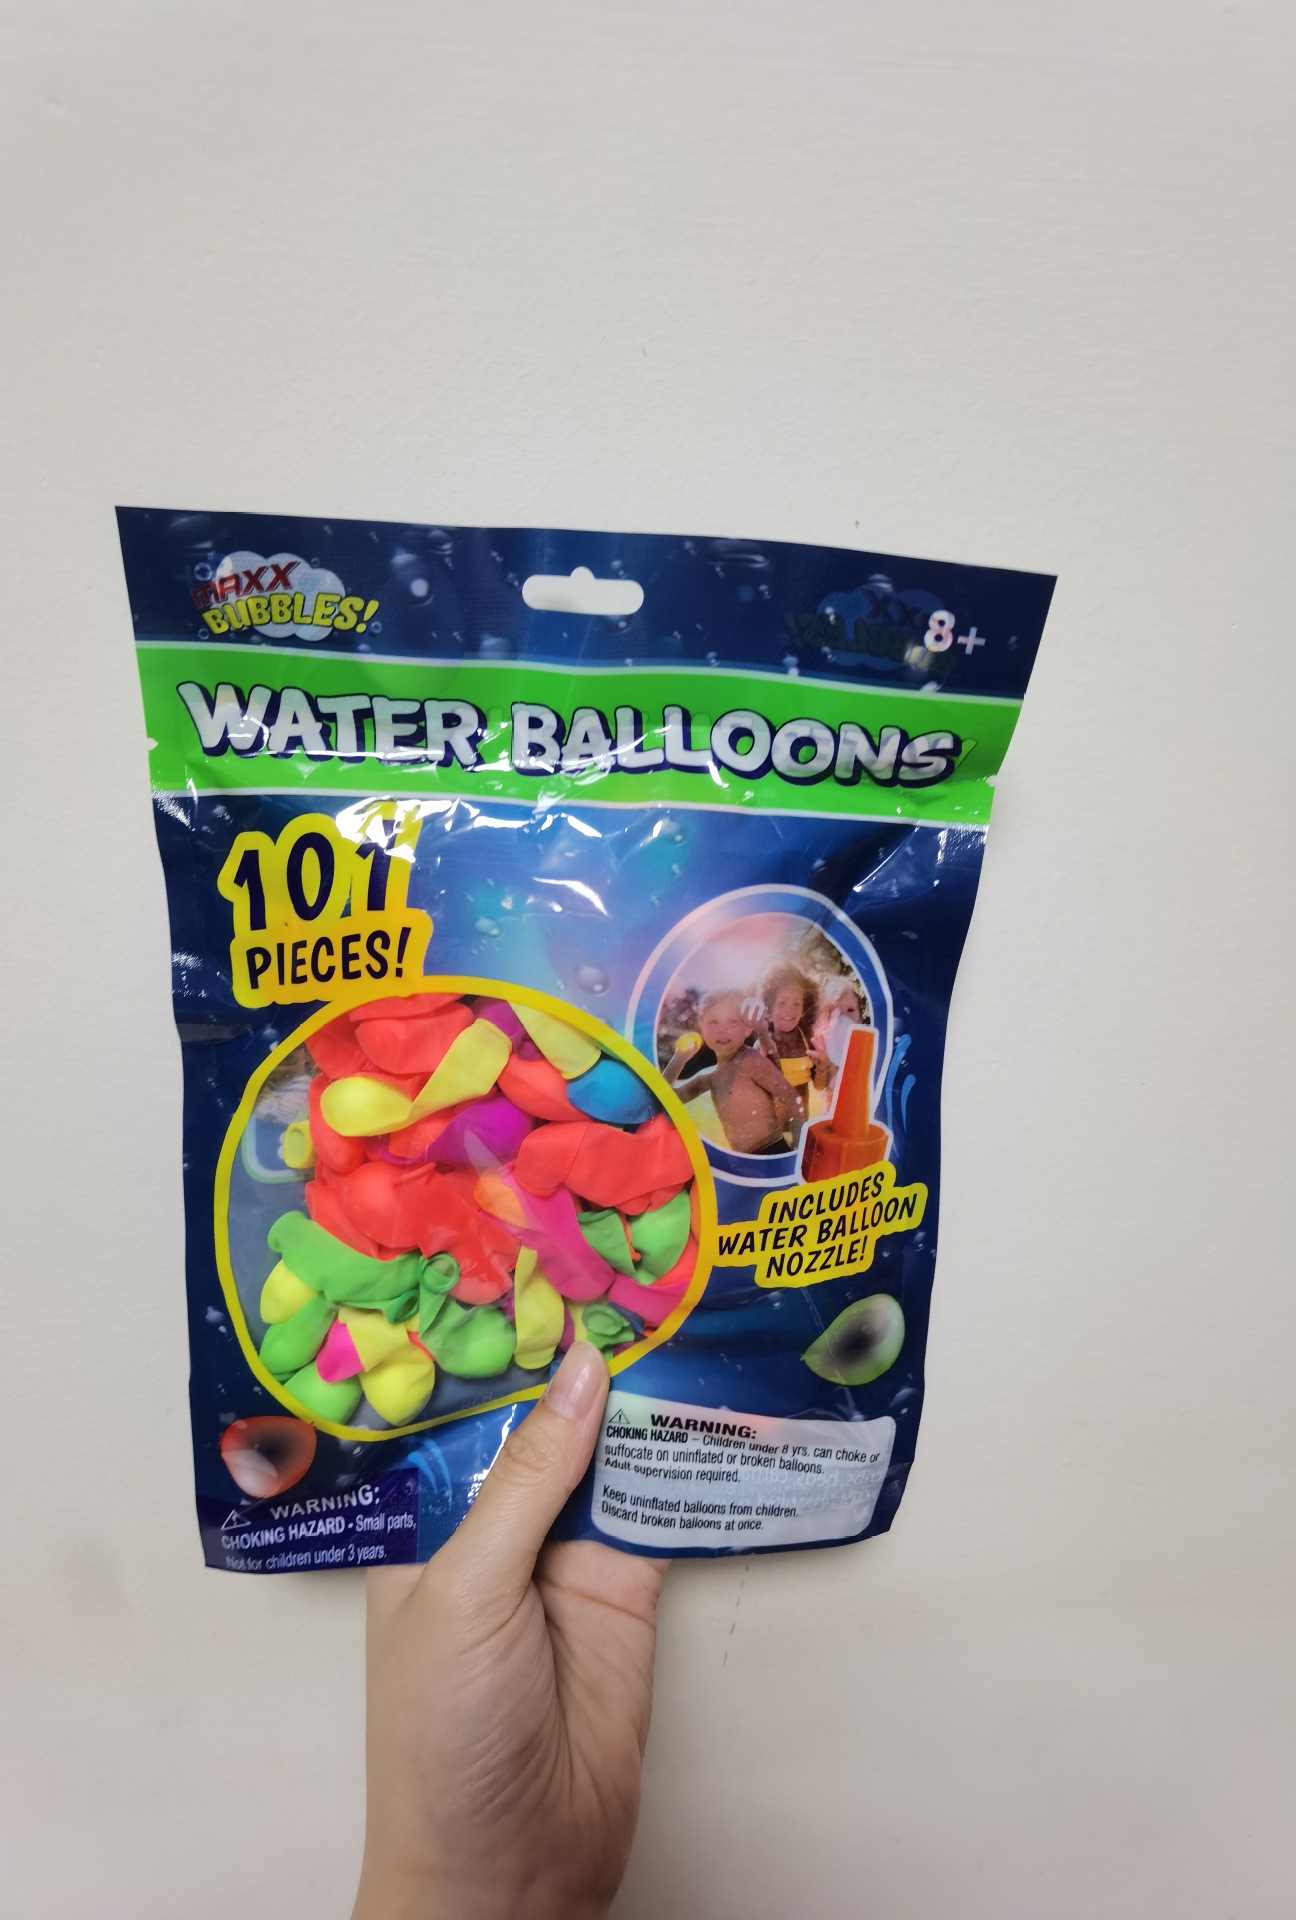 MAXX
BUBBLES!
8+
WATER BALLOONS
101
PIECES!
INCLUDES
WATER BALLOON
NOZZLE!
WARNING:
CHOKING HAZARD - Small parts,
Not for children under 3 years.
WARNING:
CHOKING HAZARD – Children under 8 yrs. can choke or
suffocate on uninflated or broken balloons.
Adult supervision required.
Keep uninflated balloons from children.
Discard broken balloons at once.